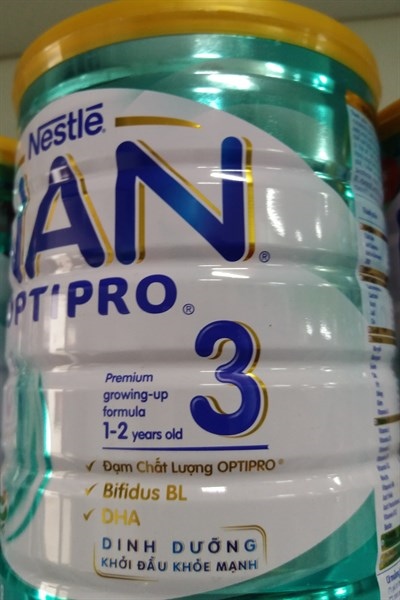 Nestlé
NAN
OPTIPRO®
3
Premium
growing-up
formula
1-2 years old
✓ Đạm Chất Lượng OPTIPRO®
✓ Bifidus BL
✓ DHA
DINH DƯỠNG
KHỞI ĐẦU KHỎE MẠNH